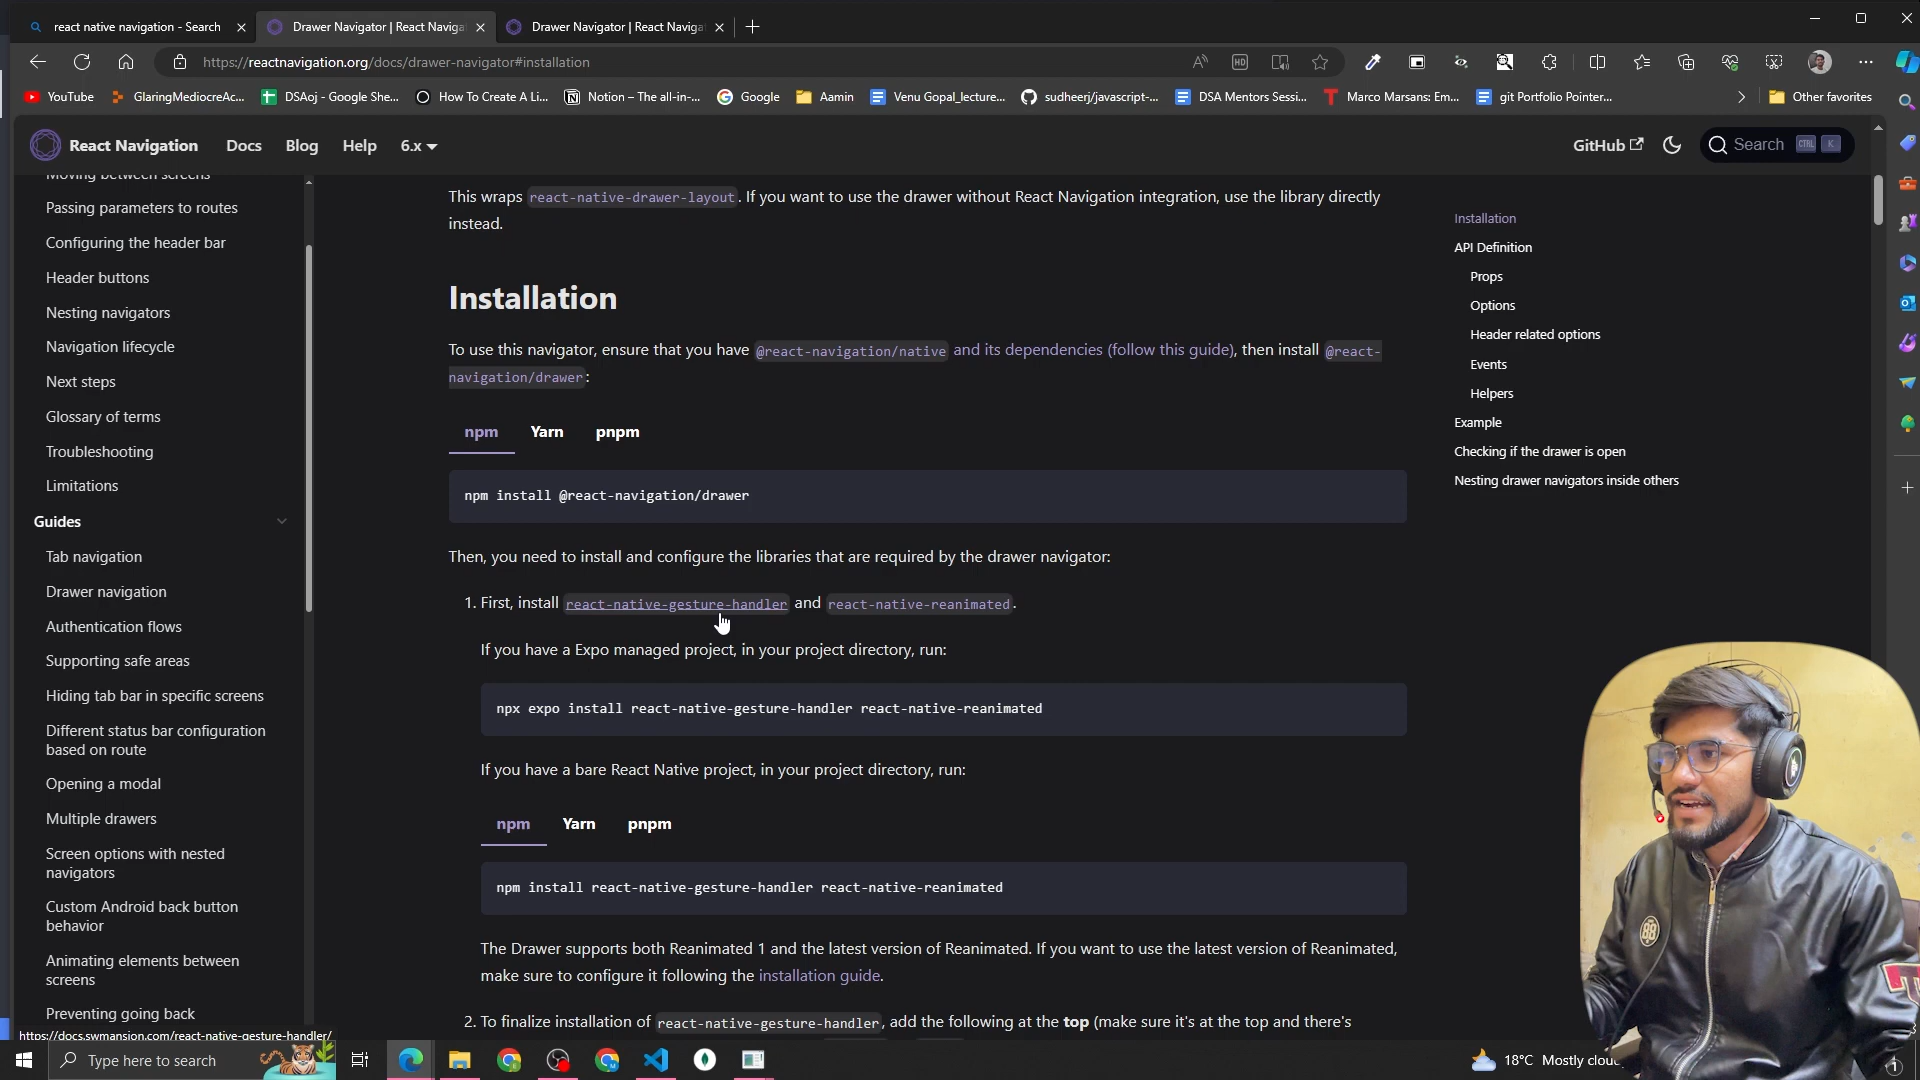 react native navigation - Search
Drawer Navigator | React Naviga
Drawer Navigator | React Naviga
https://reactnavigation.org/docs/drawer-navigator#installation
YouTube
GlaringMediocreAc...
DSAoj - Google She...
How To Create A Li...
Notion – The all-in-...
Google
Aamin
Venu Gopal_lecture...
sudheerj/javascript-...
DSA Mentors Sessi...
Marco Marsans: Em...
git Portfolio Pointer...
Other favorites
React Navigation
Docs
Blog
Help
6.x
GitHub
Search
CTRL
K
Moving between screens
Passing parameters to routes
Configuring the header bar
Header buttons
Nesting navigators
Navigation lifecycle
Next steps
Glossary of terms
Troubleshooting
Limitations
Guides
Tab navigation
Drawer navigation
Authentication flows
Supporting safe areas
Hiding tab bar in specific screens
Different status bar configuration
based on route
Opening a modal
Multiple drawers
Screen options with nested
navigators
Custom Android back button
behavior
Animating elements between
screens
Preventing going back
This wraps react-native-drawer-layout. If you want to use the drawer without React Navigation integration, use the library directly
instead.
Installation
To use this navigator, ensure that you have @react-navigation/native and its dependencies (follow this guide), then install @react-
navigation/drawer:
npm
Yarn
pnpm
npm install @react-navigation/drawer
Then, you need to install and configure the libraries that are required by the drawer navigator:
1. First, install react-native-gesture-handler and react-native-reanimated.
If you have a Expo managed project, in your project directory, run:
npx expo install react-native-gesture-handler react-native-reanimated
If you have a bare React Native project, in your project directory, run:
npm
Yarn
pnpm
npm install react-native-gesture-handler react-native-reanimated
The Drawer supports both Reanimated 1 and the latest version of Reanimated. If you want to use the latest version of Reanimated,
make sure to configure it following the installation guide.
2. To finalize installation of react-native-gesture-handler, add the following at the top (make sure it's at the top and there's
Installation
API Definition
Props
Options
Header related options
Events
Helpers
Example
Checking if the drawer is open
Nesting drawer navigators inside others
88
https://docs.swmansion.com/react-native-gesture-handler/
Type here to search
18°C Mostly clou
1